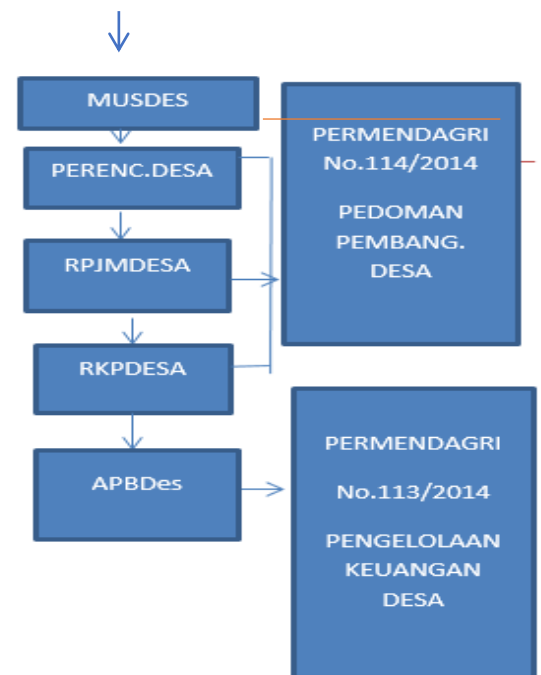 MUSDES
PERENC.DESA
RPJMDESA
RKPDESA
APBDes
PERMENDAGRI
No.114/2014
PEDOMAN
PEMBANG.
DESA
PERMENDAGRI
No.113/2014
PENGELOLAAN
KEUANGAN
DESA